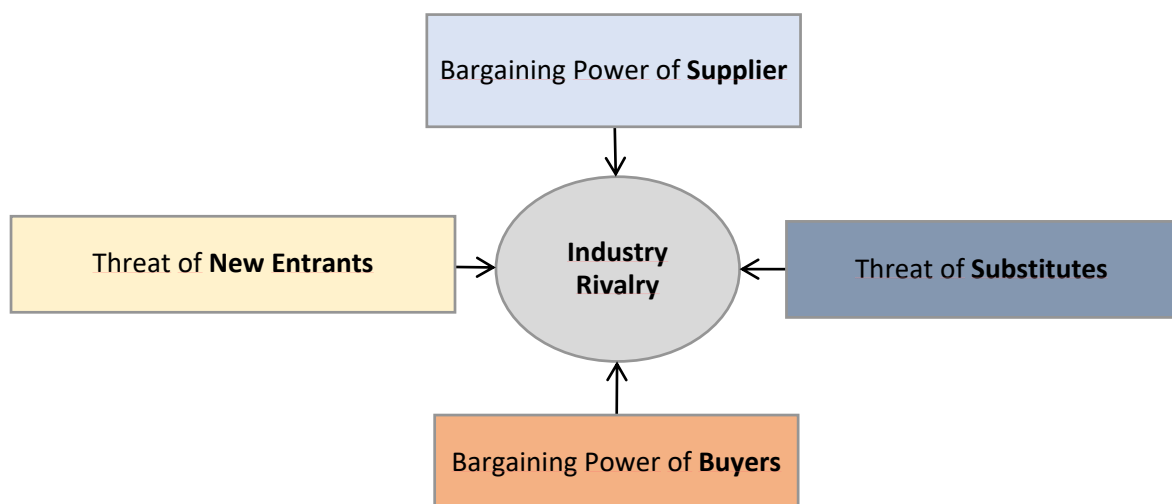 Bargaining Power of Supplier
Threat of New Entrants
Industry
Rivalry
Threat of Substitutes
Bargaining Power of Buyers